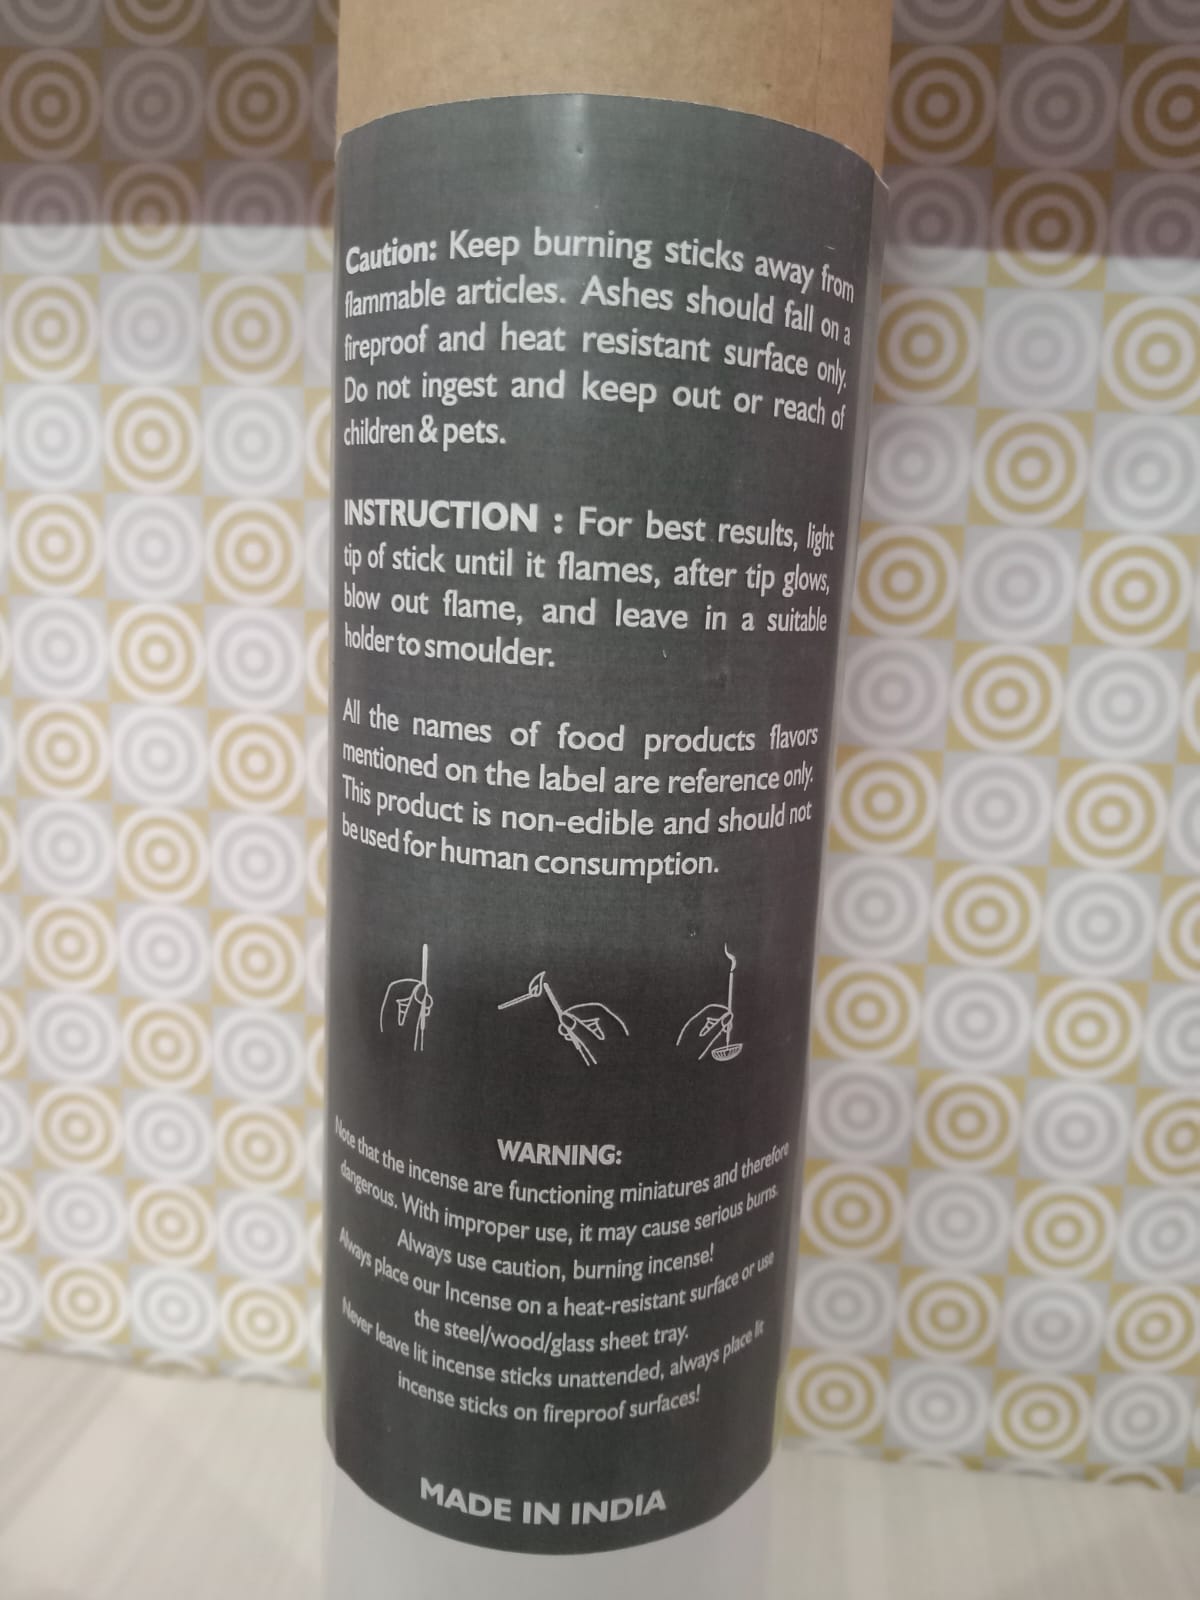 Caution: Keep burning sticks away from
flammable articles. Ashes should fall on a
fireproof and heat resistant surface only.
Do not ingest and keep out or reach of
children & pets.
INSTRUCTION : For best results, light
tip of stick until it flames, after tip glows,
blow out flame, and leave in a suitable
holder to smoulder.
All the names of food products flavors
mentioned on the label are reference only.
This product is non-edible and should not
be used for human consumption.
WARNING:
Note that the incense are functioning miniatures and therefore
dangerous. With improper use, it may cause serious burns.
Always use caution, burning incense!
Always place our Incense on a heat-resistant surface or use
the steel/wood/glass sheet tray.
Never leave lit incense sticks unattended, always place lit
incense sticks on fireproof surfaces!
MADE IN INDIA